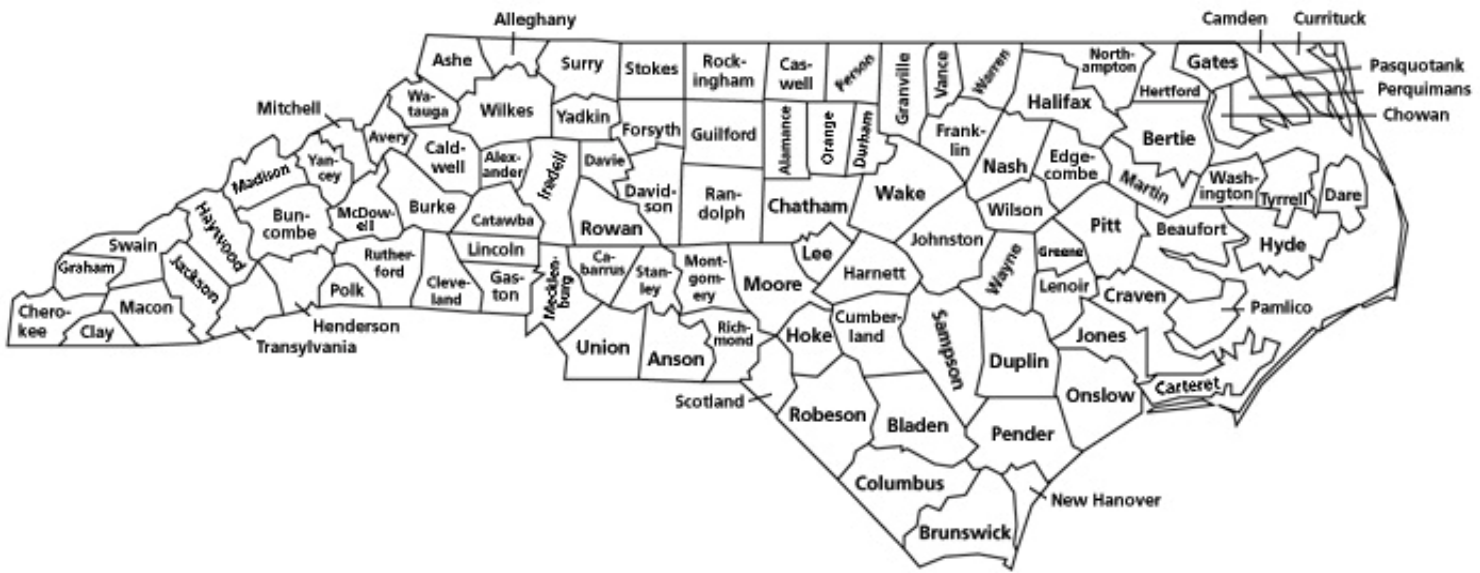 Alleghany
Camden
Currituck
Ashe
Surry
Stokes
Rock-
ingham
Cas-
well
Person
Granville
Vance
Warren
North-
ampton
Gates
Pasquotank
Perquimans
Chowan
Hertford
Halifax
Bertie
Mitchell
Wa-
tauga
Wilkes
Yadkin
Forsyth
Guilford
Alamance
Orange
Durham
Frank-
lin
Nash
Edge-
combe
Martin
Wash-
ington
Tyrrell
Dare
Avery
Cald-
well
Alex-
ander
Iredell
Davie
David-
son
Ran-
dolph
Chatham
Wake
Wilson
Pitt
Beaufort
Hyde
Madison
Yan-
cey
McDow-
ell
Burke
Catawba
Rowan
Haywood
Bun-
combe
Swain
Graham
Jackson
Ruther-
ford
Lincoln
Cleve-
land
Gas-
ton
Mecklen-
burg
Ca-
barrus
Stan-
ley
Mont-
gom-
ery
Moore
Lee
Harnett
Johnston
Wayne
Greene
Lenoir
Craven
Pamlico
Chero-
kee
Clay
Macon
Polk
Henderson
Transylvania
Union
Anson
Rich-
mond
Hoke
Cumber-
land
Sampson
Duplin
Jones
Onslow
Carteret
Scotland
Robeson
Bladen
Pender
Columbus
New Hanover
Brunswick